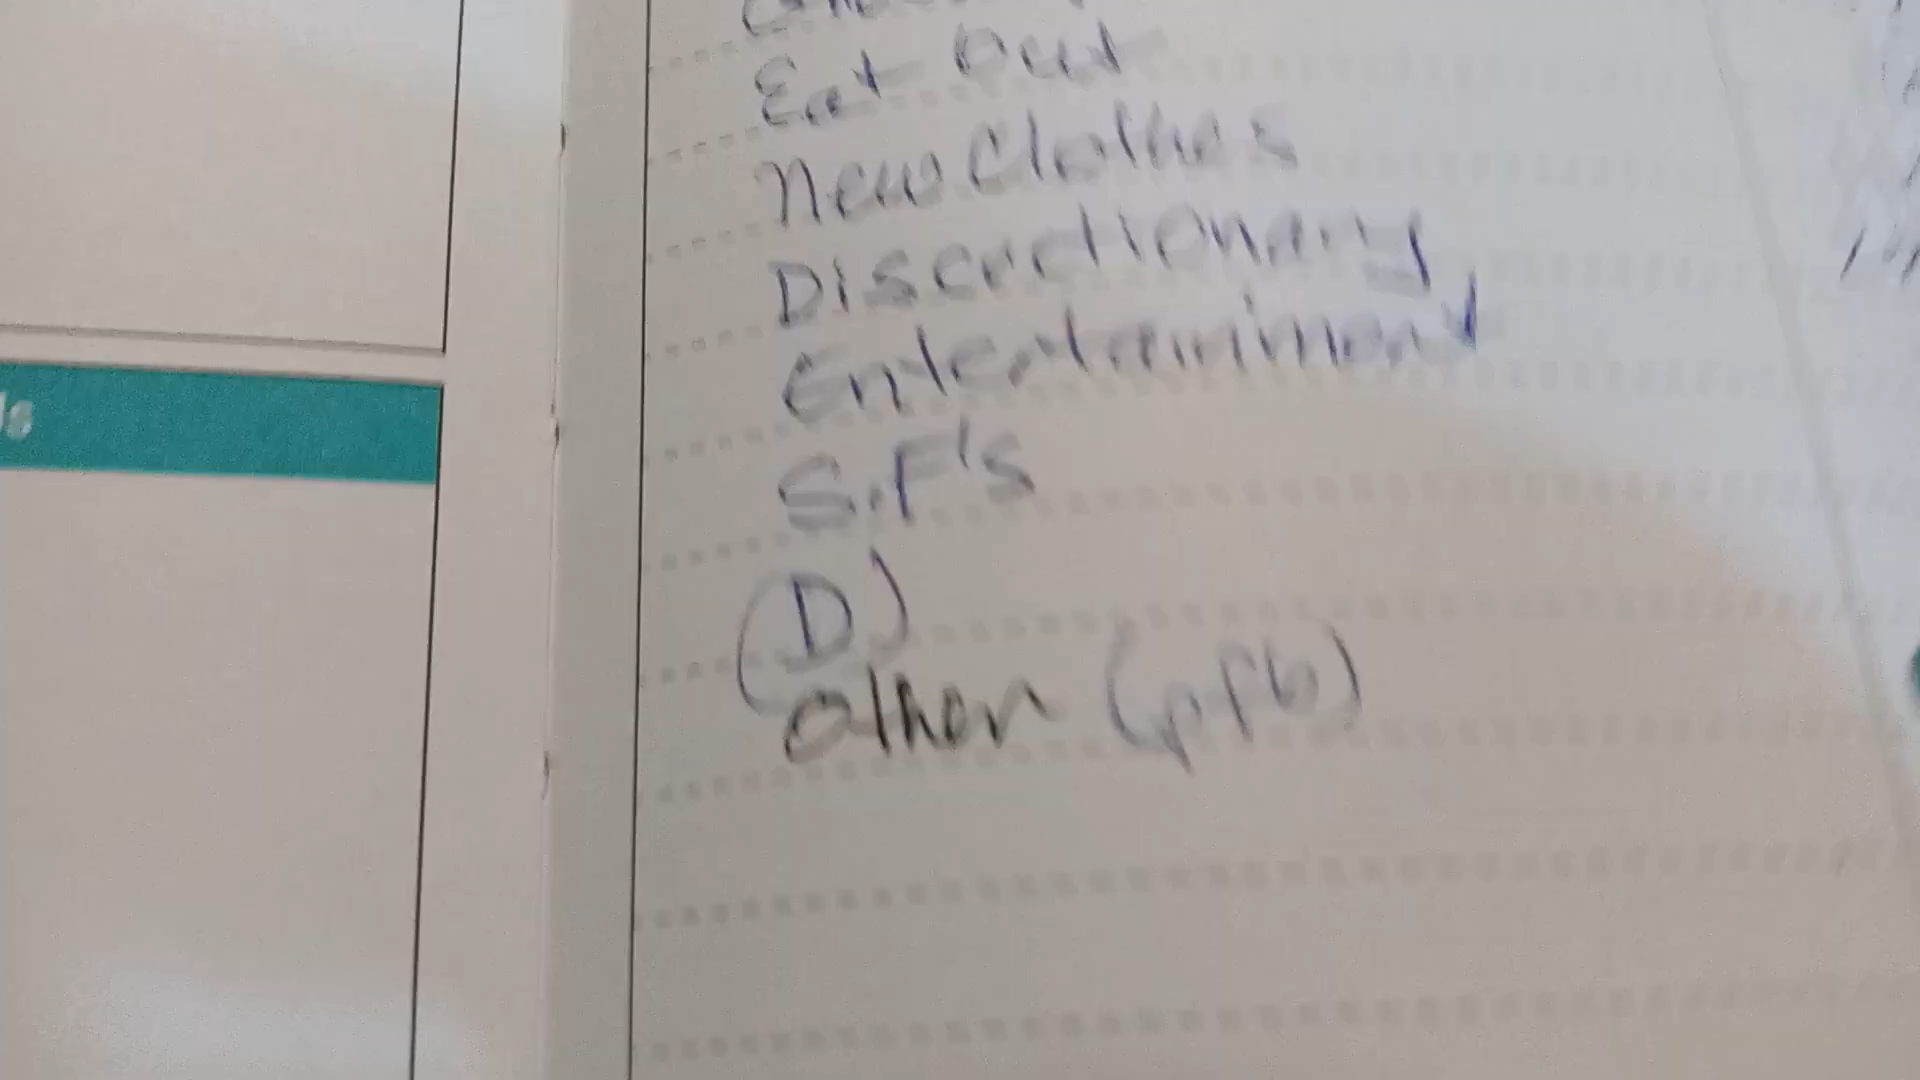 Eat Out
New Clothes
Discretionary
Entertainment
S.F's
(D)
other (pfb)